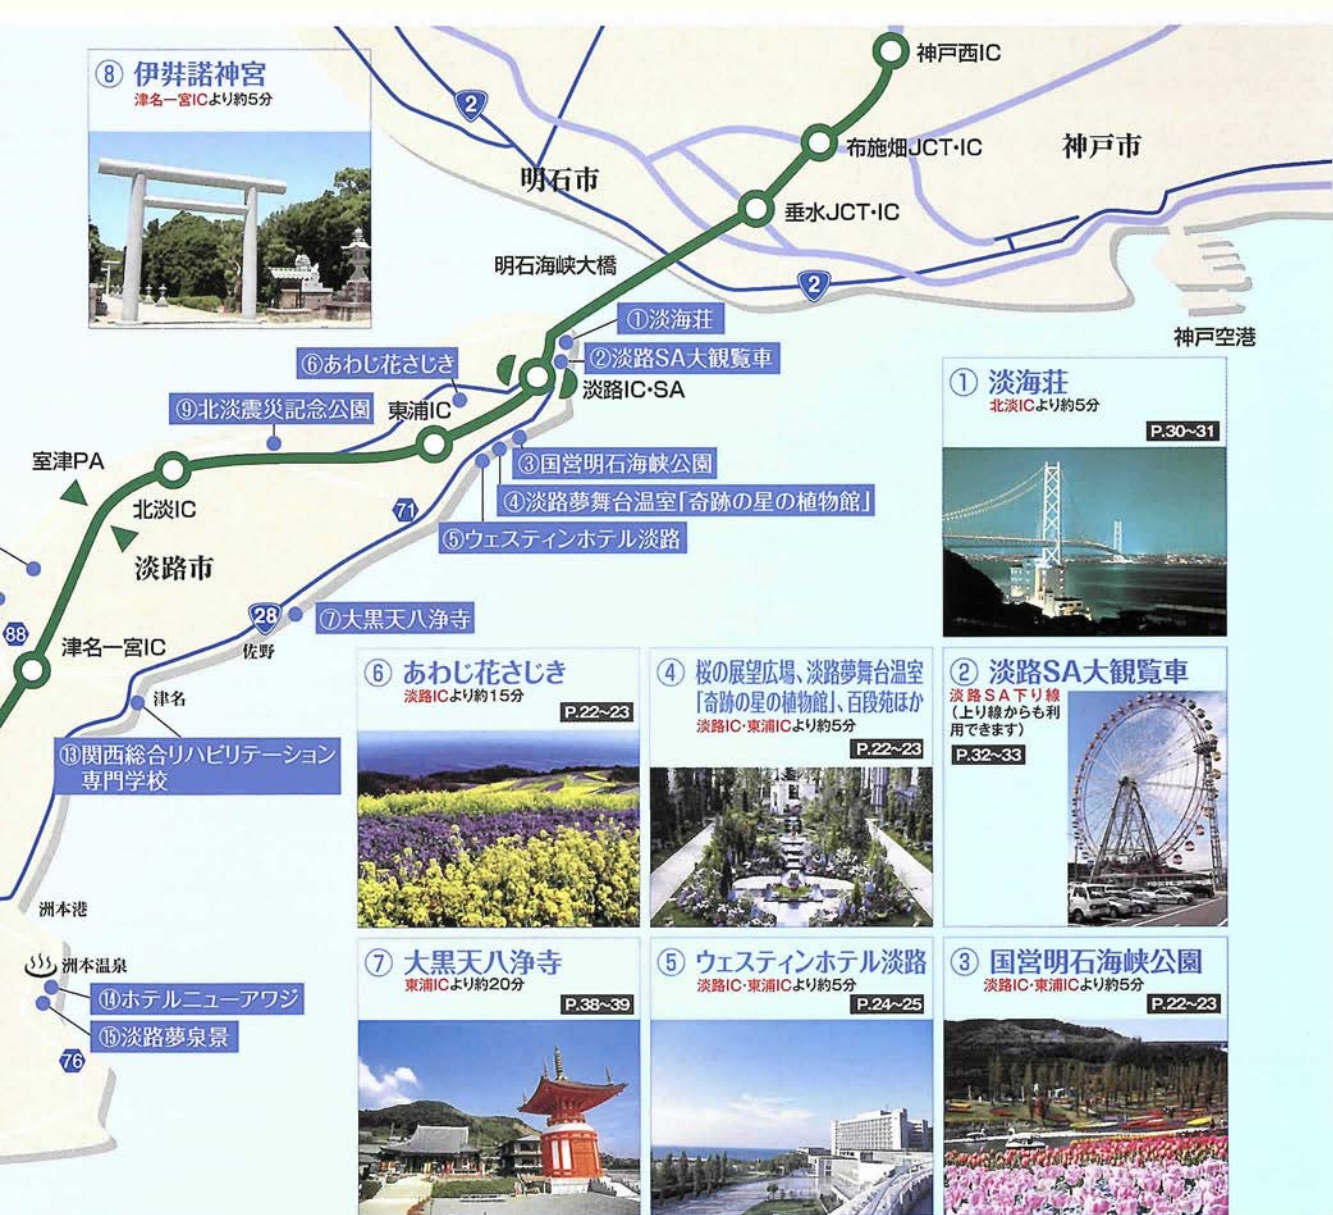 ⑧ 伊弉諾神宮
津名一宮ICより約5分
2
神戸西IC
布施畑JCT・IC
神戸市
明石市
垂水JCT・IC
明石海峡大橋
2
神戸空港
①淡海荘
②淡路SA大観覧車
⑥あわじ花さじき
淡路IC・SA
⑨北淡震災記念公園
東浦IC
室津PA
③国営明石海峡公園
④淡路夢舞台温室「奇跡の星の植物館」
北淡IC
71
⑤ウェスティンホテル淡路
淡路市
28
⑦大黒天八浄寺
88
津名一宮IC
佐野
津名
⑬関西総合リハビリテーション
専門学校
洲本港
洲本温泉
⑭ホテルニューアワジ
⑮淡路夢泉景
76
① 淡海荘
北淡ICより約5分
P.30~31
⑥ あわじ花さじき
淡路ICより約15分
P.22~23
④ 桜の展望広場、淡路夢舞台温室
「奇跡の星の植物館」、百段苑ほか
淡路IC・東浦ICより約5分
P.22~23
② 淡路SA大観覧車
淡路SA下り線
(上り線からも利
用できます)
P.32~33
⑦ 大黒天八浄寺
東浦ICより約20分
P.38~39
⑤ ウェスティンホテル淡路
淡路IC・東浦ICより約5分
P.24~25
③ 国営明石海峡公園
淡路IC・東浦ICより約5分
P.22~23